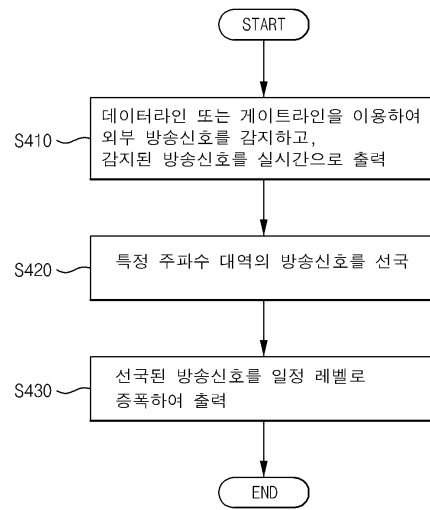 START
데이터라인 또는 게이트라인을 이용하여
외부 방송신호를 감지하고,
감지된 방송신호를 실시간으로 출력
S410
특정 주파수 대역의 방송신호를 선국
S420
선국된 방송신호를 일정 레벨로
증폭하여 출력
S430
END